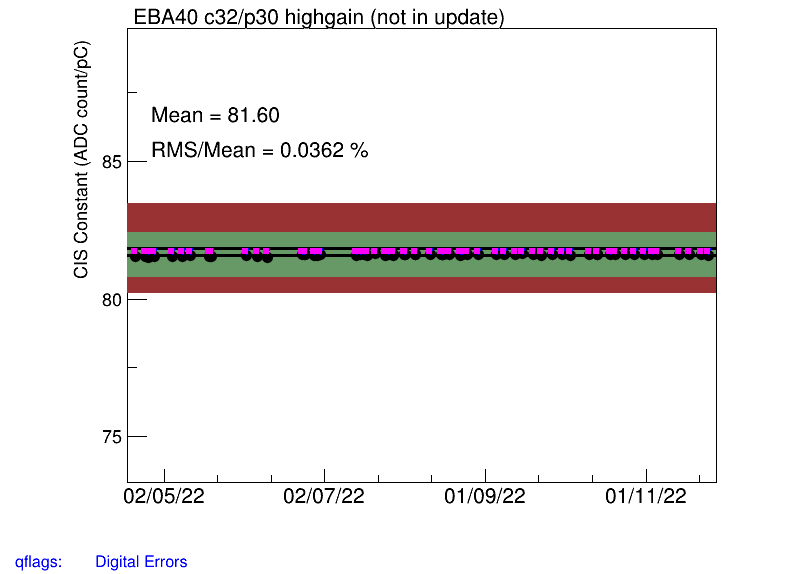 EBA40 c32/p30 highgain (not in update)
CIS Constant (ADC count/pC)
Mean = 81.60
RMS/Mean = 0.0362 %
85
80
75
02/05/22 02/07/22 01/09/22 01/11/22
qflags: Digital Errors